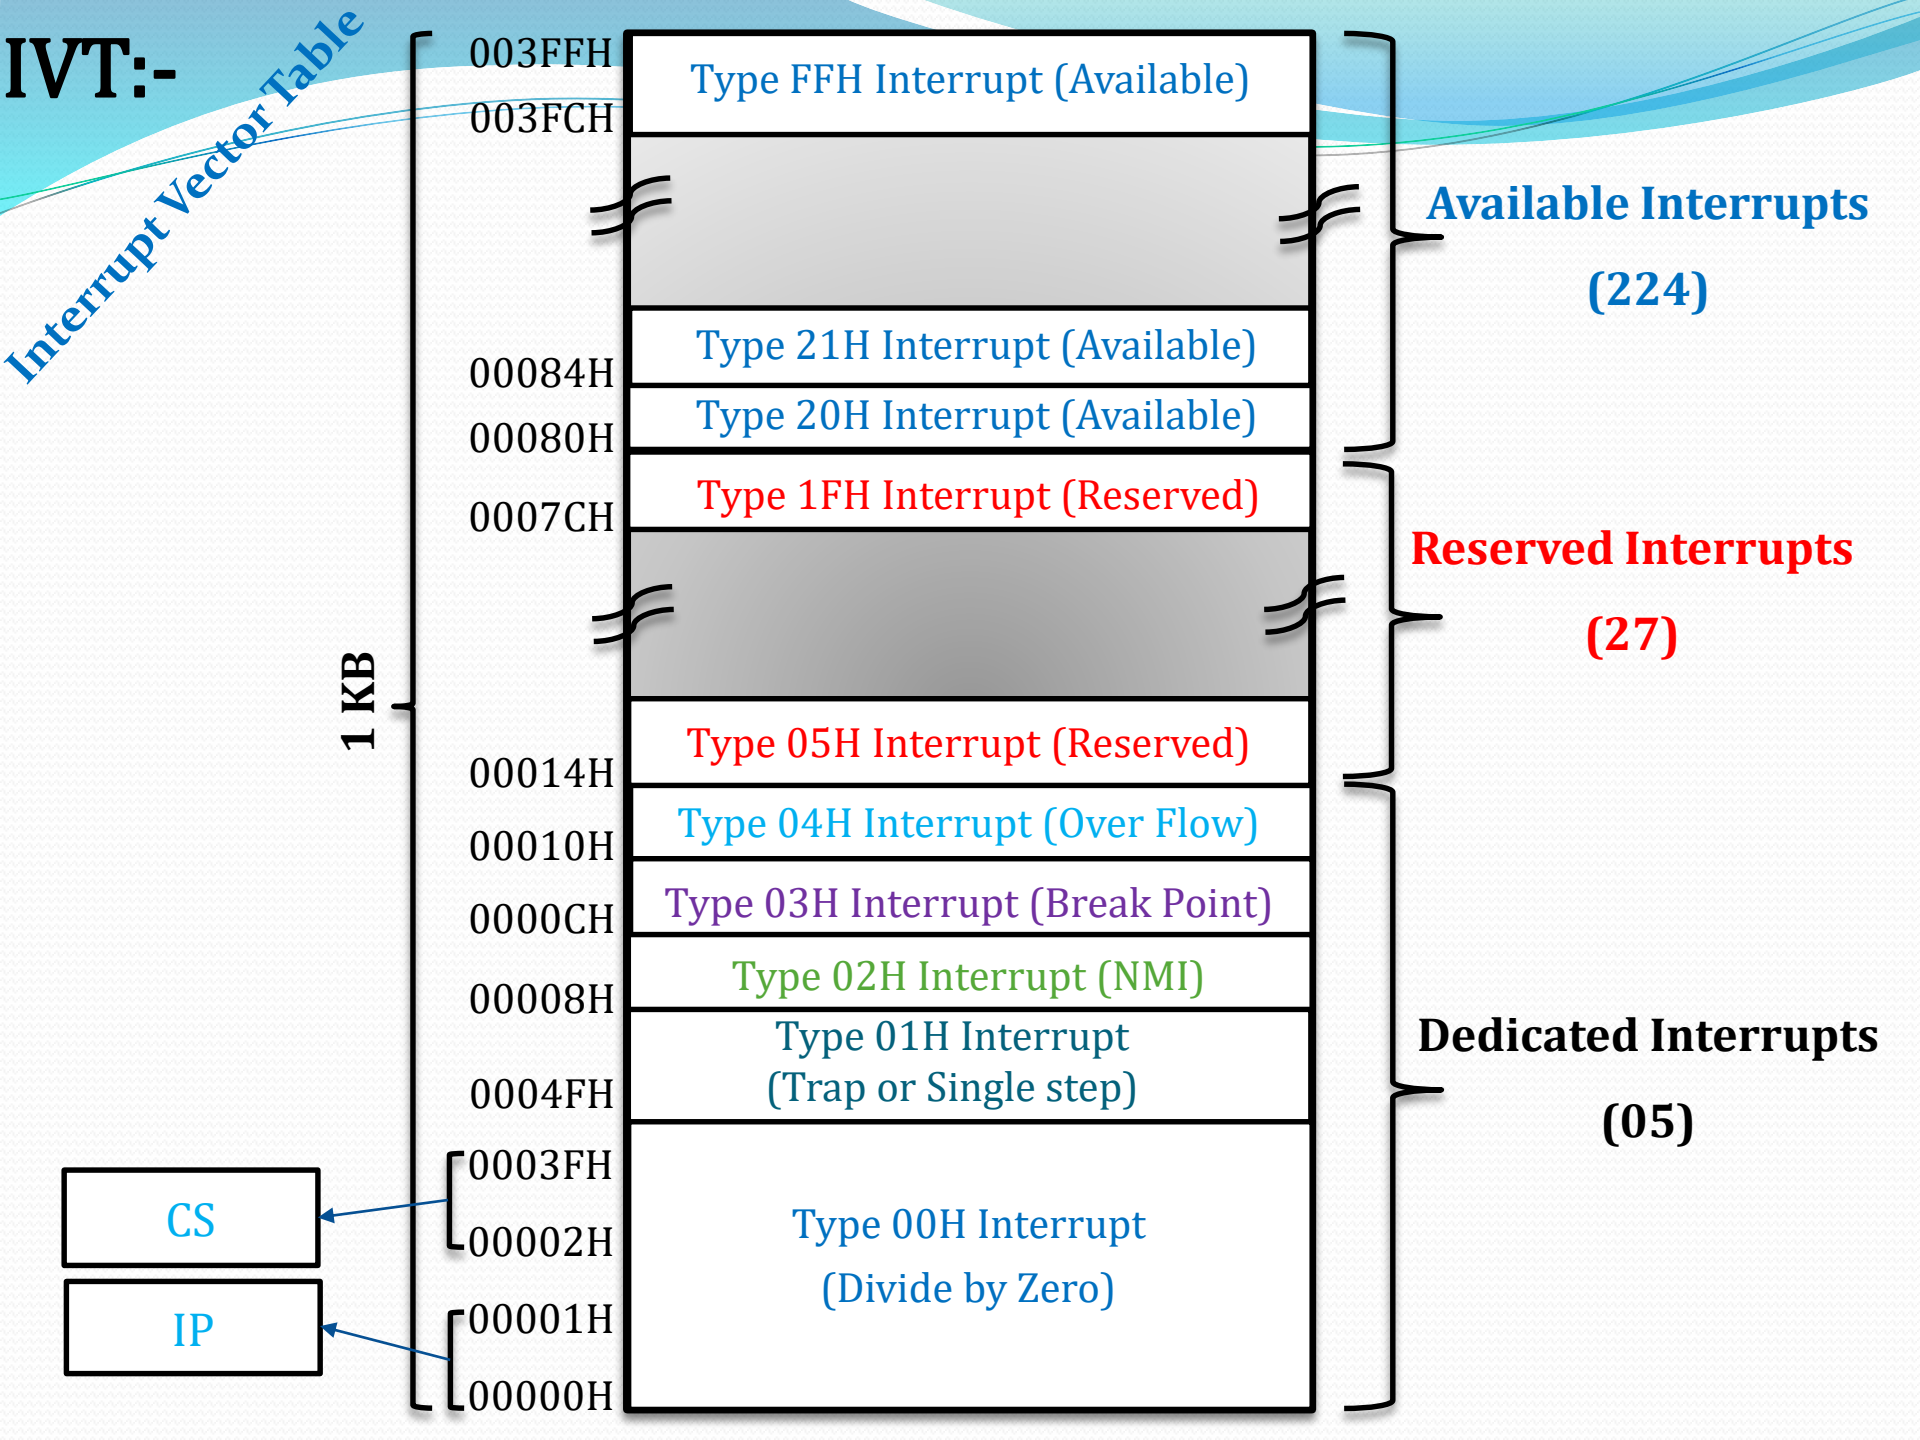 IVT:-
Interrupt Vector Table
003FFH
Type FFH Interrupt (Available)
003FCH
Available Interrupts
(224)
Type 21H Interrupt (Available)
00084H
Type 20H Interrupt (Available)
00080H
Type 1FH Interrupt (Reserved)
0007CH
Reserved Interrupts
(27)
1 KB
Type 05H Interrupt (Reserved)
00014H
Type 04H Interrupt (Over Flow)
00010H
Type 03H Interrupt (Break Point)
0000CH
Type 02H Interrupt (NMI)
00008H
Type 01H Interrupt
(Trap or Single step)
0004FH
Dedicated Interrupts
(05)
0003FH
CS
00002H
Type 00H Interrupt
(Divide by Zero)
00001H
IP
00000H